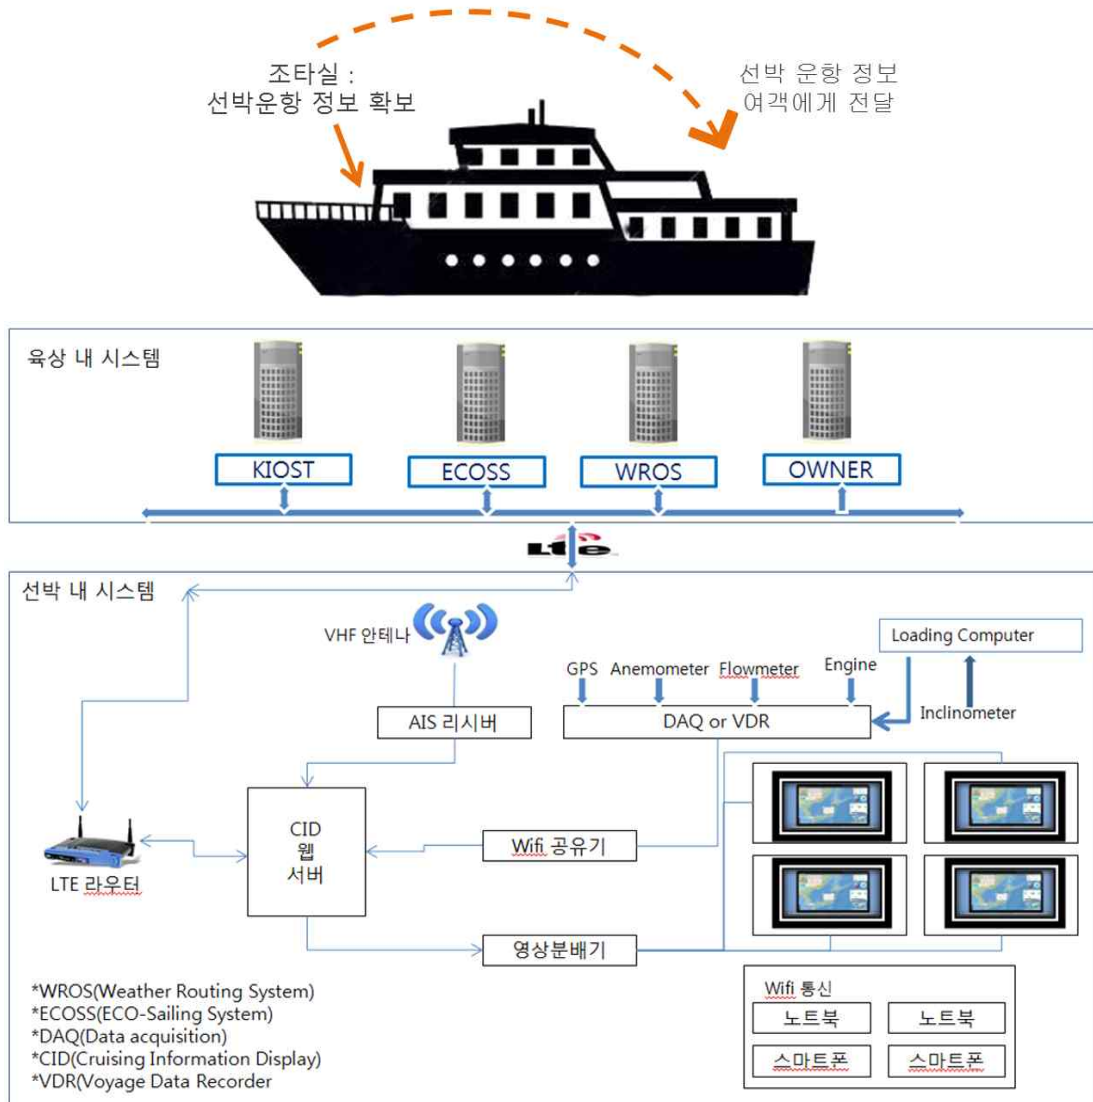 조타실 :
선박운항 정보 확보
선박 운항 정보
여객에게 전달
육상 내 시스템
KIOST
ECOSS
WROS
OWNER
Lte
선박 내 시스템
VHF 안테나
Loading Computer
GPS
Anemometer
Flowmeter
Engine
Inclinometer
AIS 리시버
DAQ or VDR
CID
웹
서버
Wifi 공유기
LTE 라우터
영상분배기
Wifi 통신
노트북
노트북
스마트폰
스마트폰
*WROS(Weather Routing System)
*ECOSS(ECO-Sailing System)
*DAQ(Data acquisition)
*CID(Cruising Information Display)
*VDR(Voyage Data Recorder